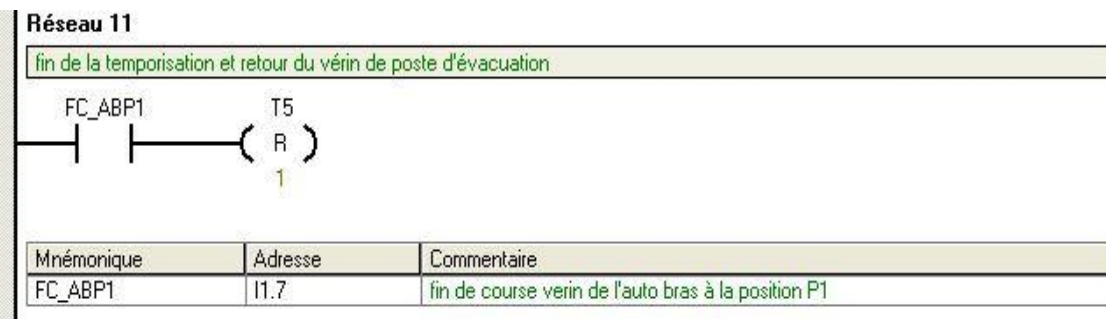 Réseau 11
fin de la temporisation et retour du vérin de poste d'évacuation
FC_ABP1 T5
R
1
Mnémonique Adresse Commentaire
FC_ABP1 I1.7 fin de course verin de l'auto bras à la position P1